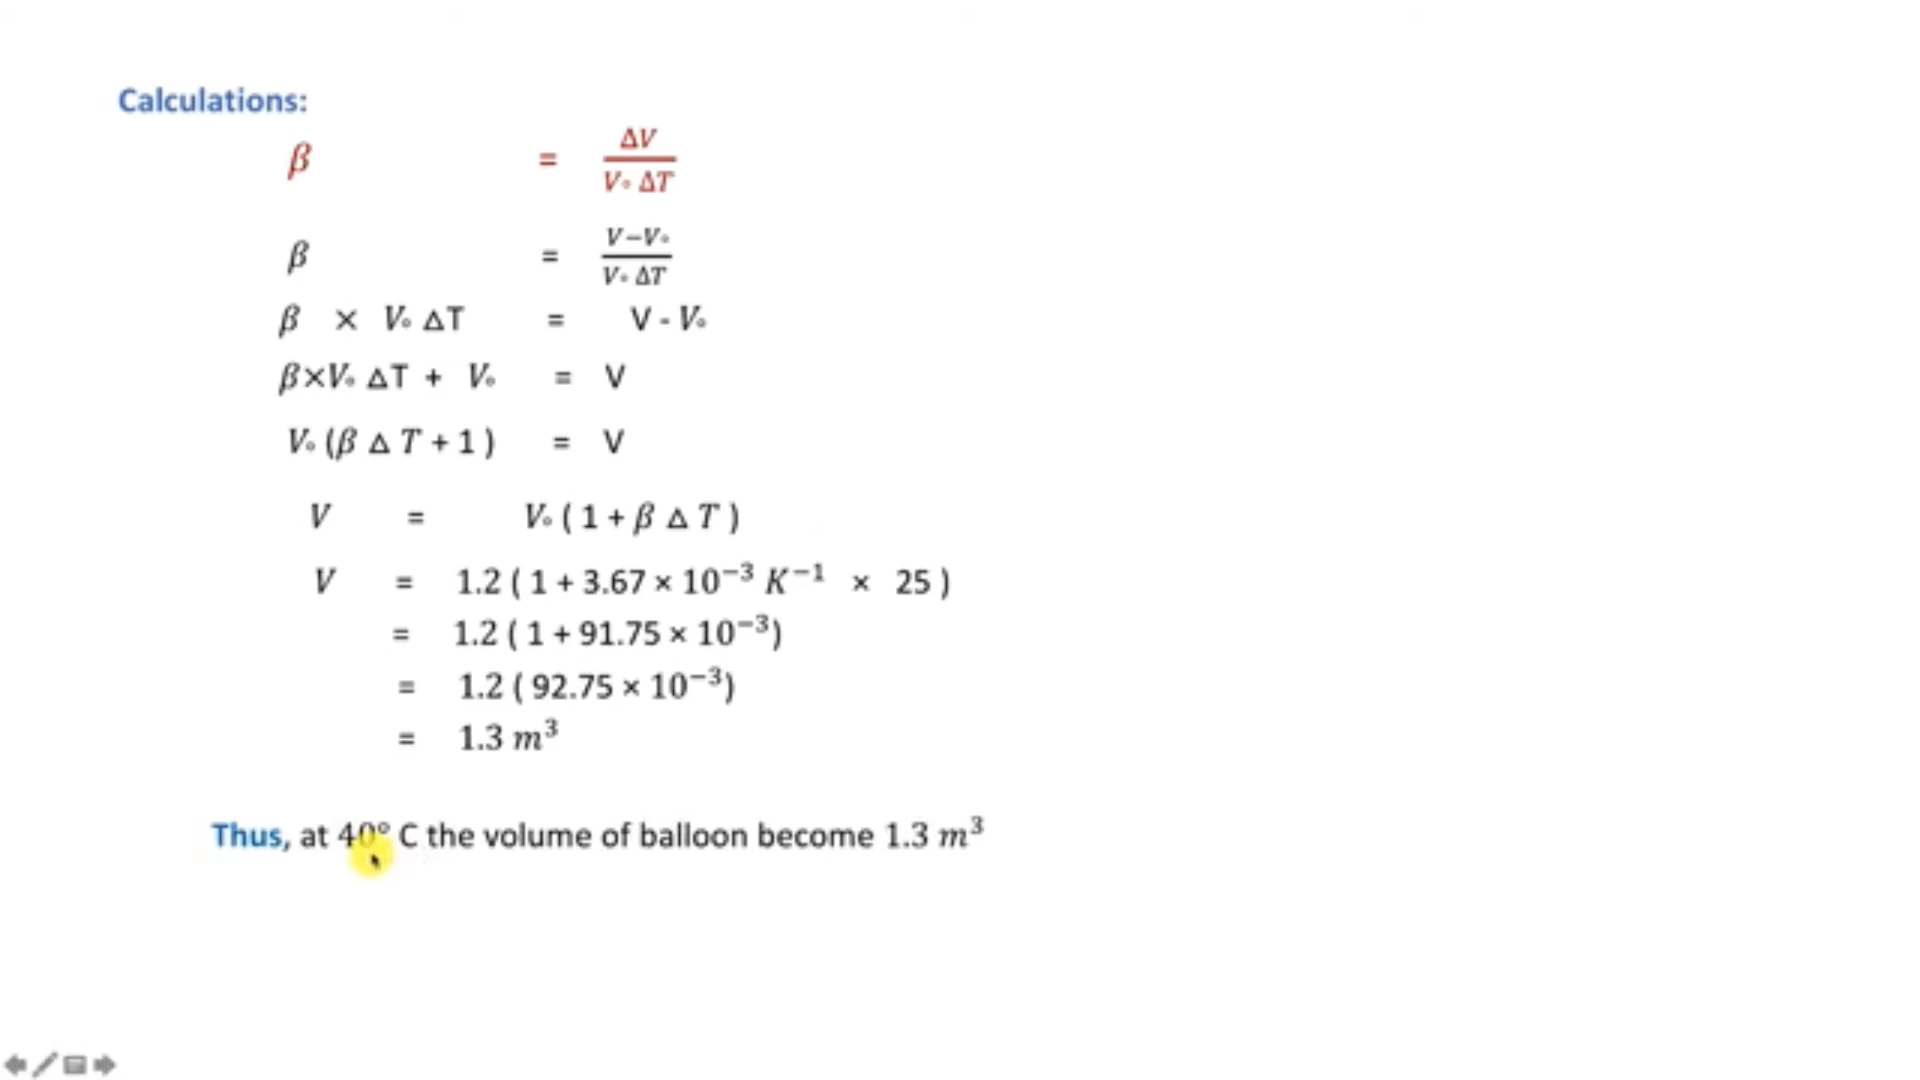 Calculations:
β = ΔV / V∘ ΔT
β = V−V∘ / V∘ ΔT
β × V∘ ΔT = V - V∘
β×V∘ ΔT + V∘ = V
V∘ (β Δ T + 1 ) = V
V = V∘ ( 1 + β Δ T )
V = 1.2 ( 1 + 3.67 × 10⁻³ K⁻¹ × 25 )
= 1.2 ( 1 + 91.75 × 10⁻³)
= 1.2 ( 92.75 × 10⁻³)
= 1.3 m³
Thus, at 40° C the volume of balloon become 1.3 m³